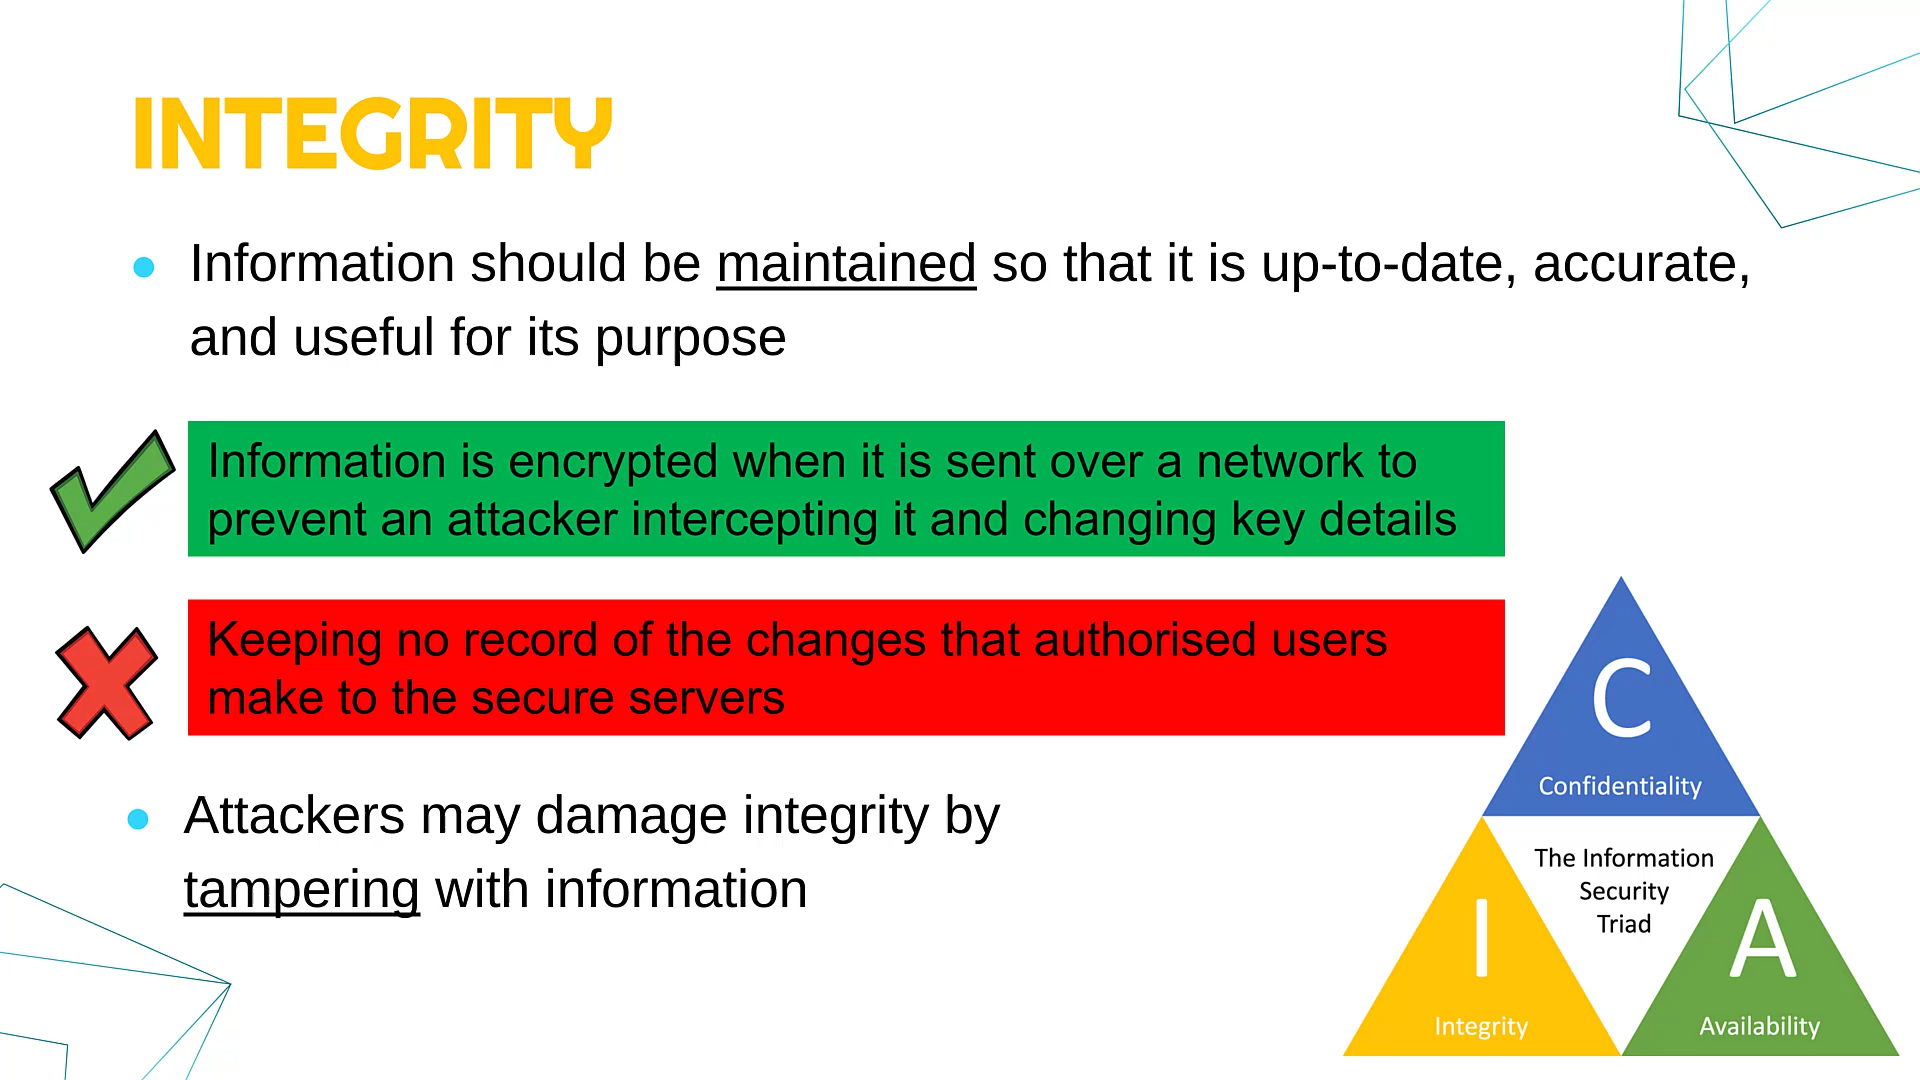 INTEGRITY
Information should be maintained so that it is up-to-date, accurate,
and useful for its purpose
Information is encrypted when it is sent over a network to
prevent an attacker intercepting it and changing key details
Keeping no record of the changes that authorised users
make to the secure servers
Attackers may damage integrity by
tampering with information
C
Confidentiality
The Information
Security
Triad
I
Integrity
A
Availability